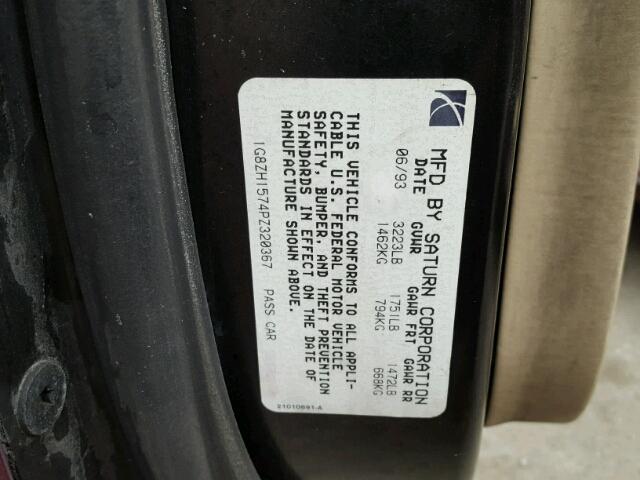 MFD BY SATURN CORPORATION
DATE GVWR GAWR FRT GAWR RR
06/93 3223LB 1751LB 1472LB
1462KG 794KG 668KG
THIS VEHICLE CONFORMS TO ALL APPLI-
CABLE U.S. FEDERAL MOTOR VEHICLE
SAFETY, BUMPER, AND THEFT PREVENTION
STANDARDS IN EFFECT ON THE DATE OF
MANUFACTURE SHOWN ABOVE.
1G8ZH1574PZ320367 PASS CAR
21010691-A